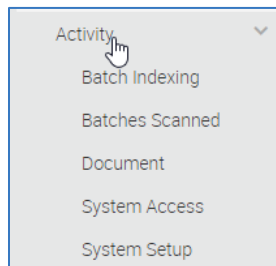 Activity
Batch Indexing
Batches Scanned
Document
System Access
System Setup